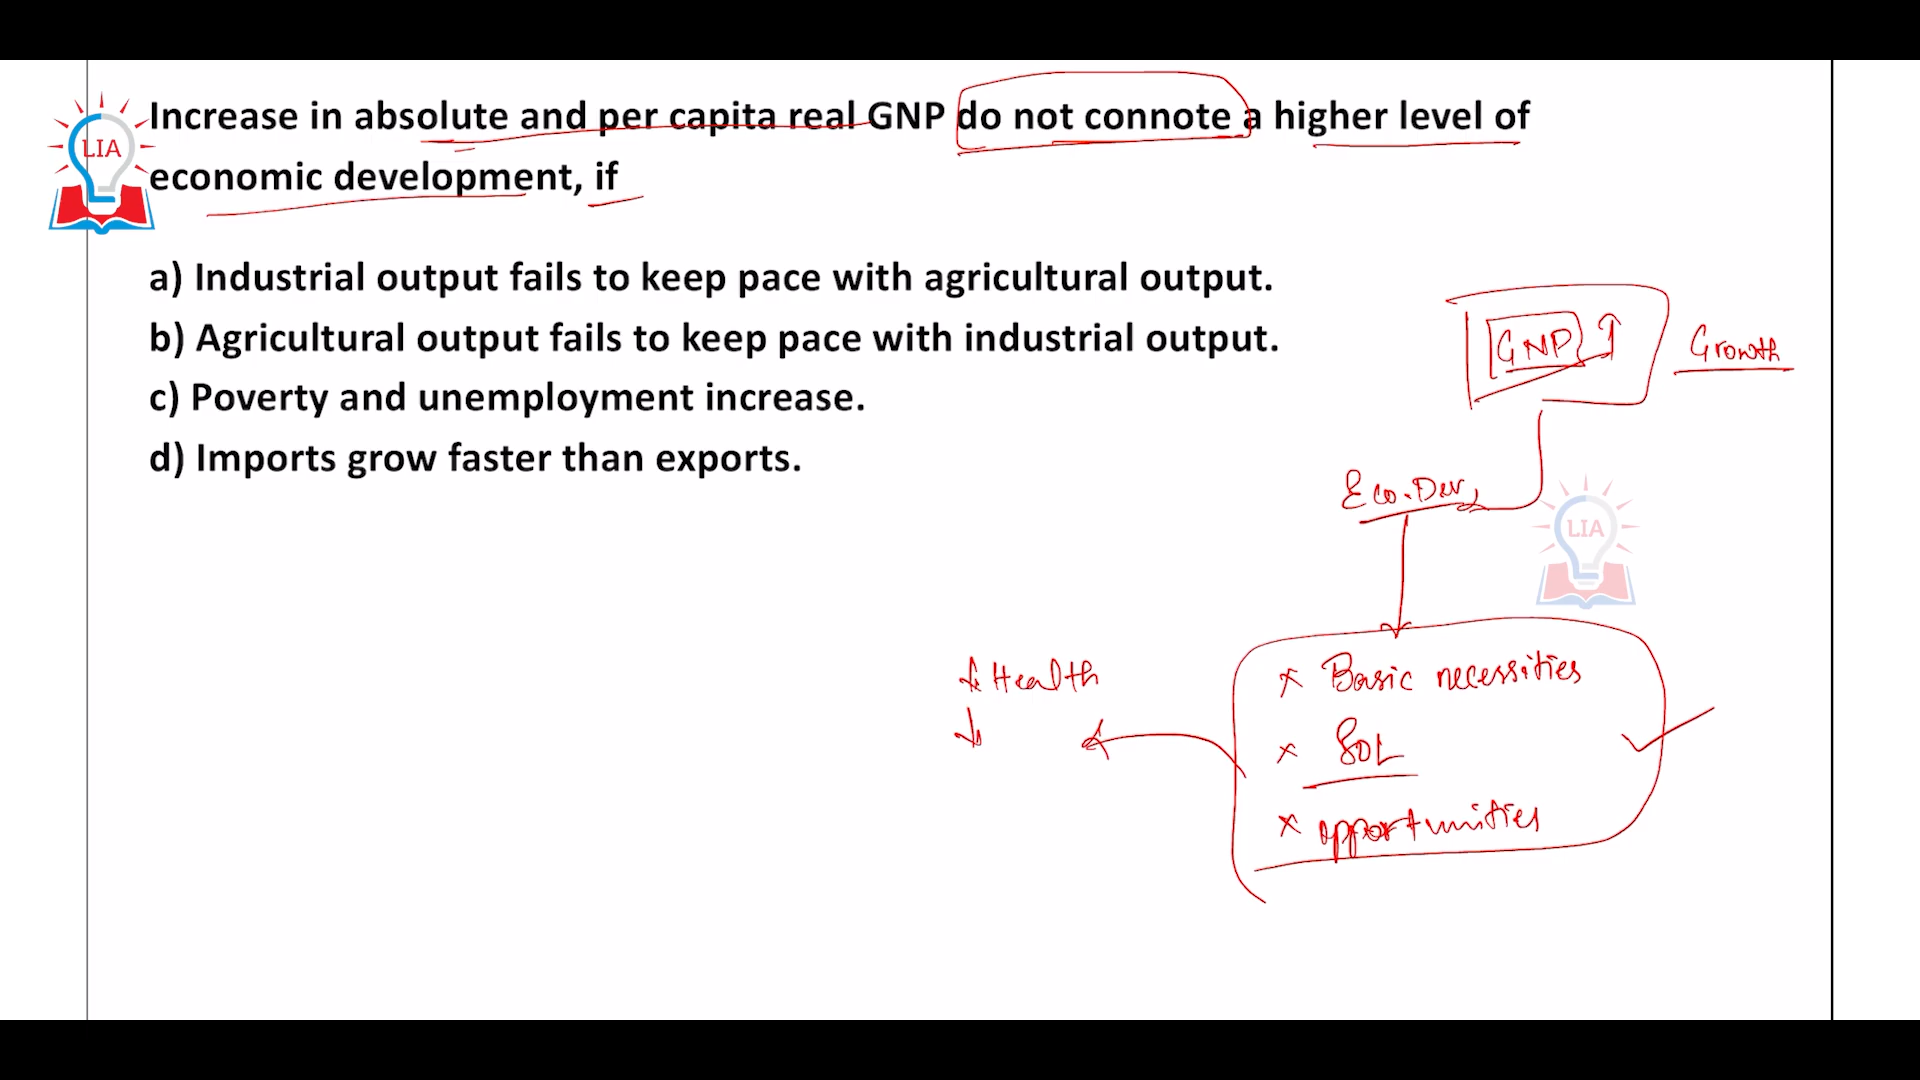 Increase in absolute and per capita real GNP do not connote a higher level of
economic development, if
LIA
a) Industrial output fails to keep pace with agricultural output.
b) Agricultural output fails to keep pace with industrial output.
c) Poverty and unemployment increase.
d) Imports grow faster than exports.
GNP ↑ Growth
Eco. Dev
LIA
x Basic necessities
x SOL
x opportunities
Health